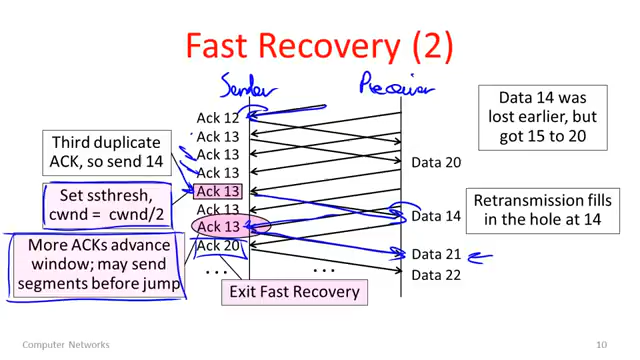 Fast Recovery (2)
Sender
Receiver
Ack 12
Ack 13
Ack 13
Ack 13
Ack 13
Ack 13
Ack 13
Ack 20
. . .
. . .
Third duplicate
ACK, so send 14
Set ssthresh,
cwnd = cwnd/2
More ACKs advance
window; may send
segments before jump
Exit Fast Recovery
Data 14 was
lost earlier, but
got 15 to 20
Data 20
Retransmission fills
in the hole at 14
Data 14
Data 21
Data 22
Computer Networks
10